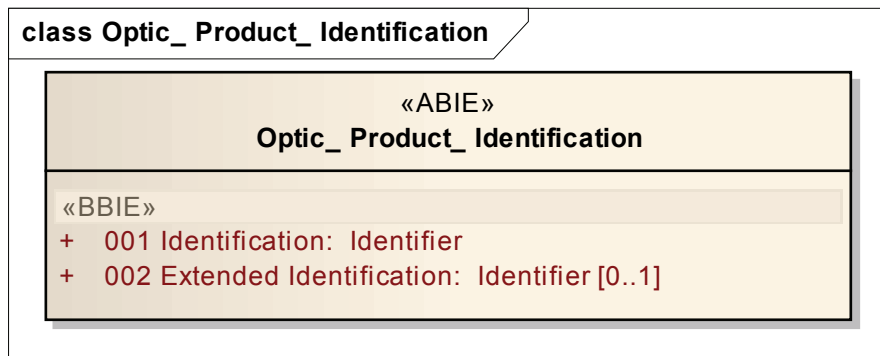 class Optic_ Product_ Identification
«ABIE»
Optic_ Product_ Identification
«BBIE»
+ 001 Identification: Identifier
+ 002 Extended Identification: Identifier [0..1]